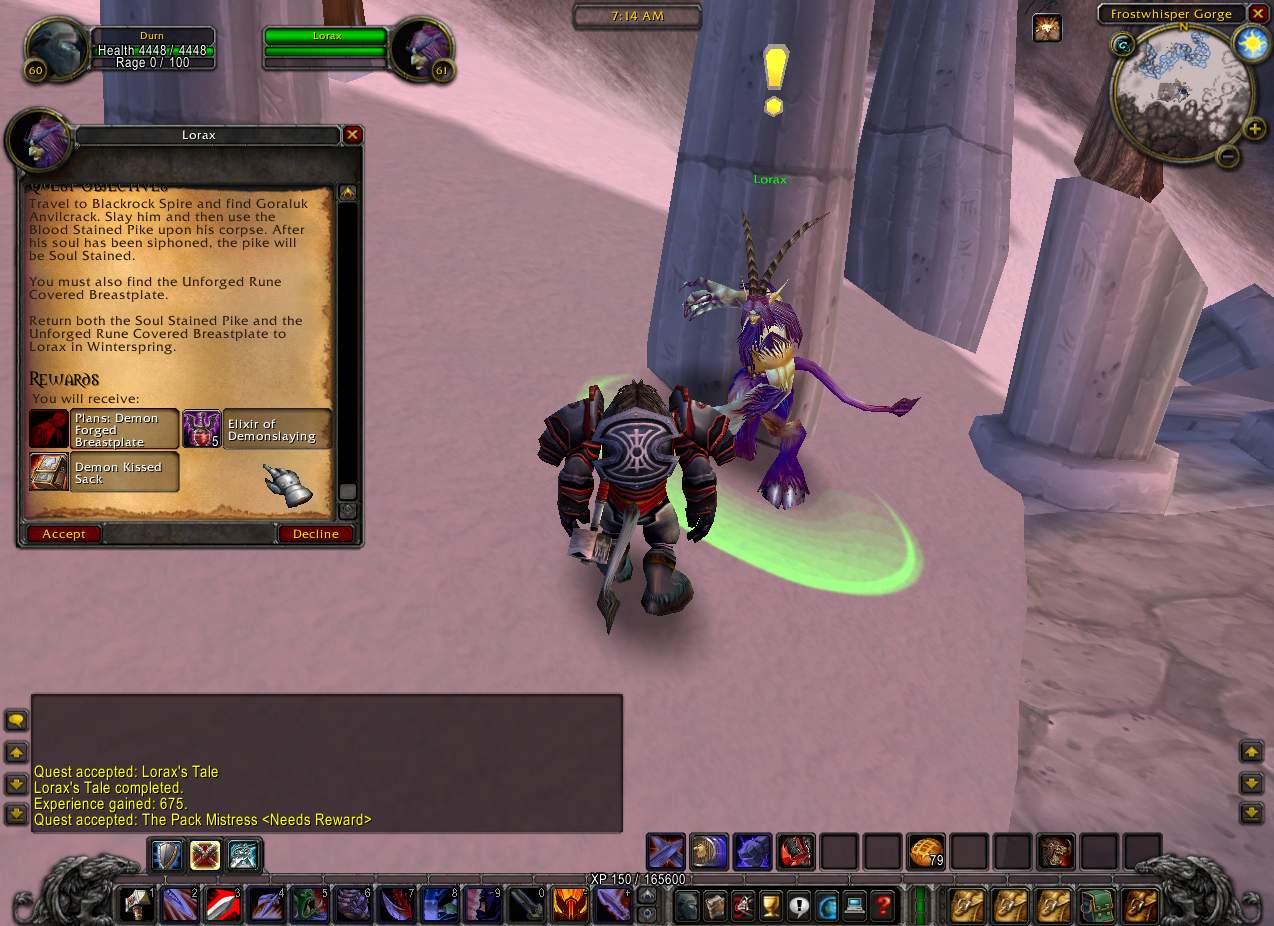 7:14 AM
Frostwhisper Gorge
N
Durn
Health 4448 / 4448
Rage 0 / 100
60
Lorax
61
Lorax
Lorax
Quest Objectives
Travel to Blackrock Spire and find Goraluk
Anvilcrack. Slay him and then use the
Blood Stained Pike upon his corpse. After
his soul has been siphoned, the pike will
be Soul Stained.
You must also find the Unforged Rune
Covered Breastplate.
Return both the Soul Stained Pike and the
Unforged Rune Covered Breastplate to
Lorax in Winterspring.
Rewards
You will receive:
Plans: Demon
Forged
Breastplate
5
Elixir of
Demonslaying
Demon Kissed
Sack
Accept
Decline
Quest accepted: Lorax's Tale
Lorax's Tale completed.
Experience gained: 675.
Quest accepted: The Pack Mistress <Needs Reward>
79
XP 150 / 165600
1
2
3
4
5
6
7
8
9
0